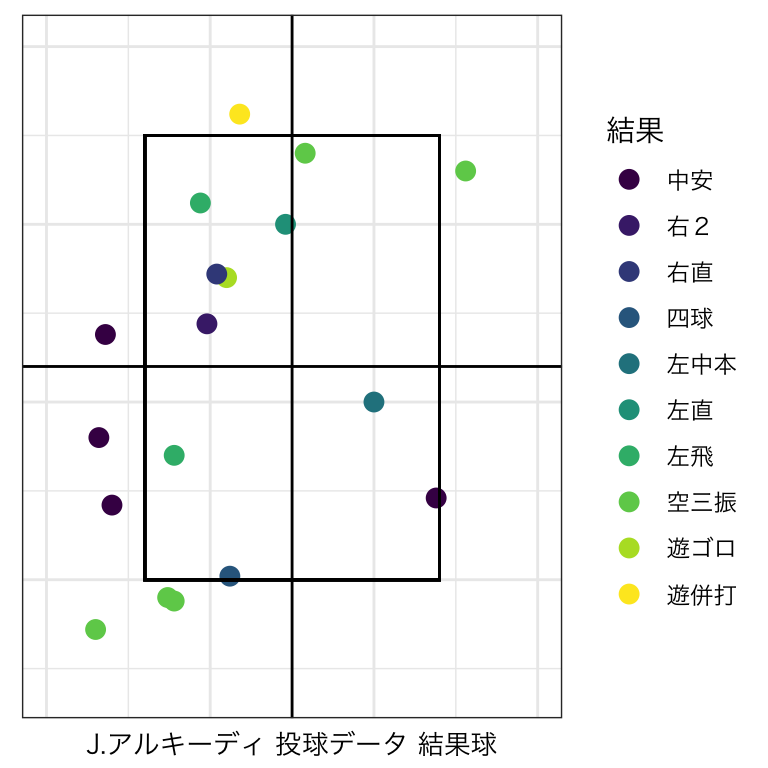 結果
中安
右２
右直
四球
左中本
左直
左飛
空三振
遊ゴロ
遊併打
J.アルキーディ 投球データ 結果球